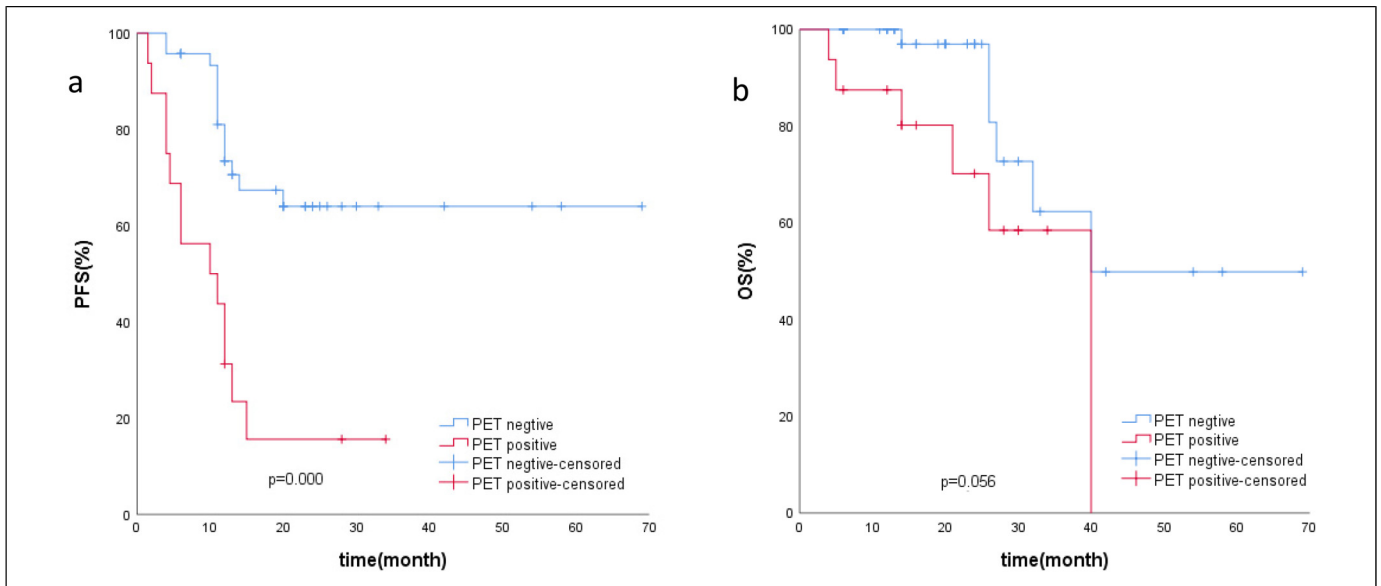 a
PFS(%)
100
80
60
40
20
0
0 10 20 30 40 50 60 70
time(month)
PET negtive
PET positive
PET negtive-censored
PET positive-censored
p=0.000
b
OS(%)
100
80
60
40
20
0
0 10 20 30 40 50 60 70
time(month)
PET negtive
PET positive
PET negtive-censored
PET positive-censored
p=0.056